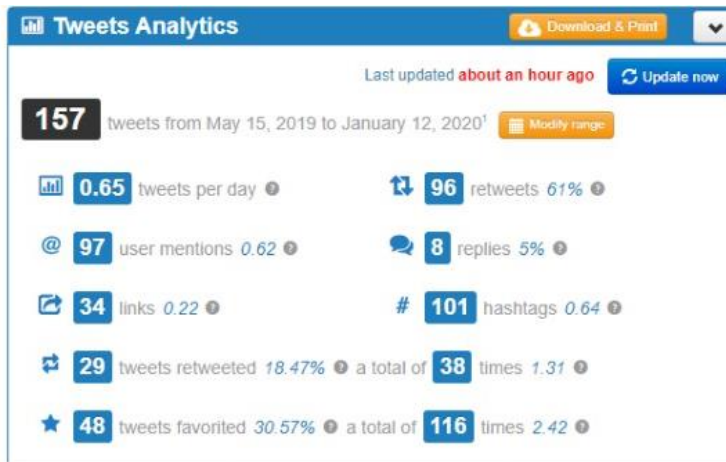 Tweets Analytics Download & Print
Last updated about an hour ago Update now
157 tweets from May 15, 2019 to January 12, 2020¹ Modify range
0.65 tweets per day ? 96 retweets 61% ?
@ 97 user mentions 0.62 ? 8 replies 5% ?
34 links 0.22 ? # 101 hashtags 0.64 ?
29 tweets retweeted 18.47% ? a total of 38 times 1.31 ?
48 tweets favorited 30.57% ? a total of 116 times 2.42 ?